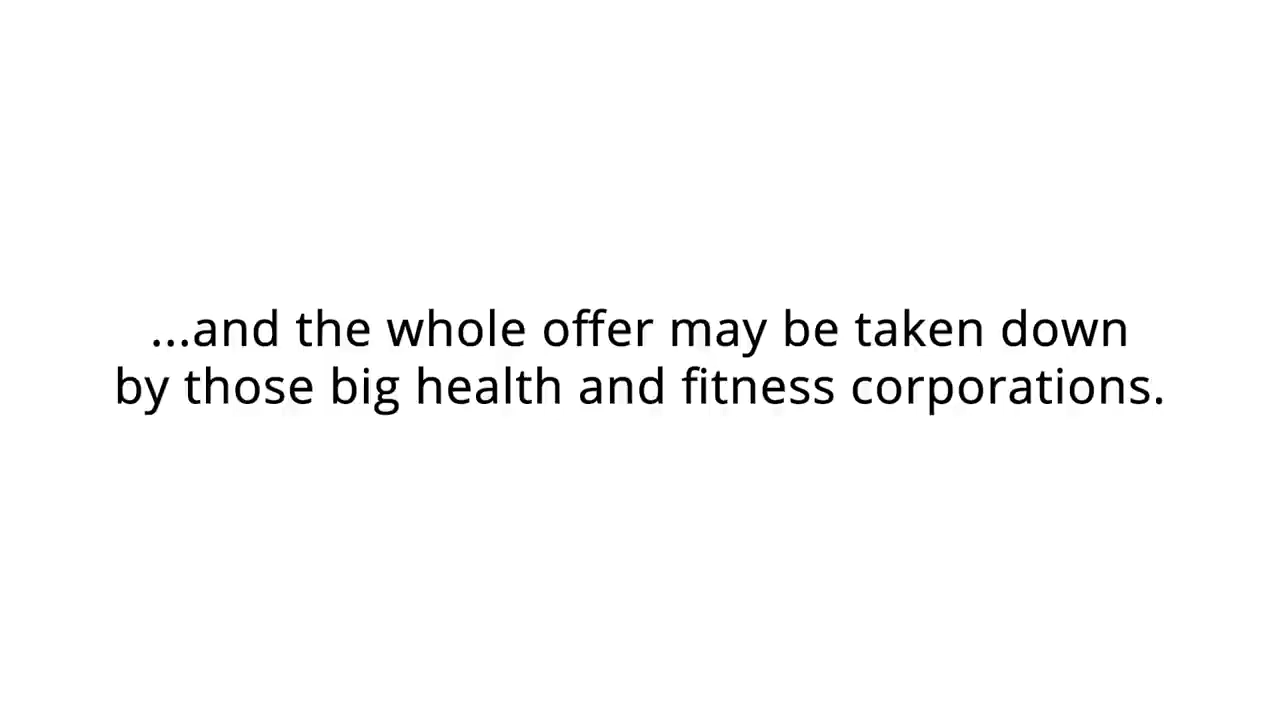 ...and the whole offer may be taken down
by those big health and fitness corporations.